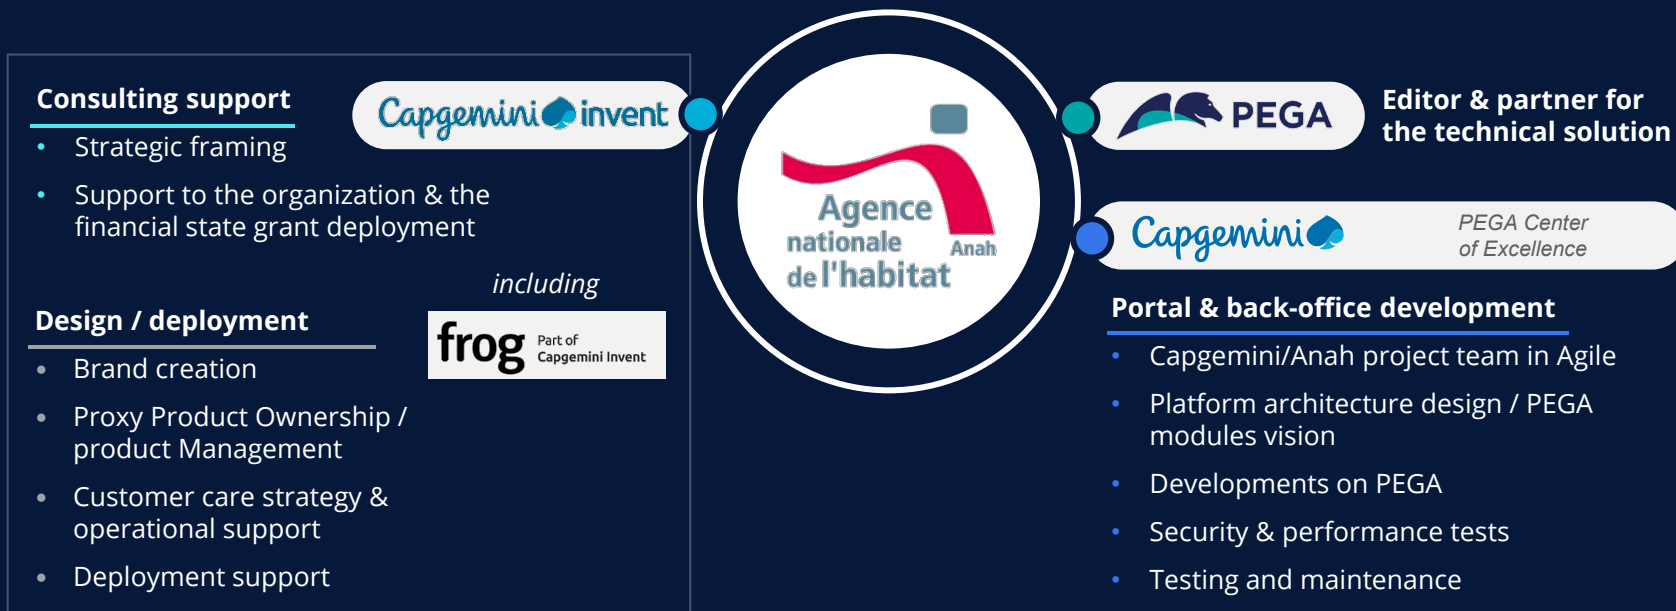 Consulting support
Capgemini invent
• Strategic framing
• Support to the organization & the
financial state grant deployment
including
Design / deployment
frog Part of
Capgemini Invent
• Brand creation
• Proxy Product Ownership /
product Management
• Customer care strategy &
operational support
• Deployment support
Agence
nationale
Anah
de l'habitat
PEGA
Editor & partner for
the technical solution
Capgemini
PEGA Center
of Excellence
Portal & back-office development
• Capgemini/Anah project team in Agile
• Platform architecture design / PEGA
modules vision
• Developments on PEGA
• Security & performance tests
• Testing and maintenance